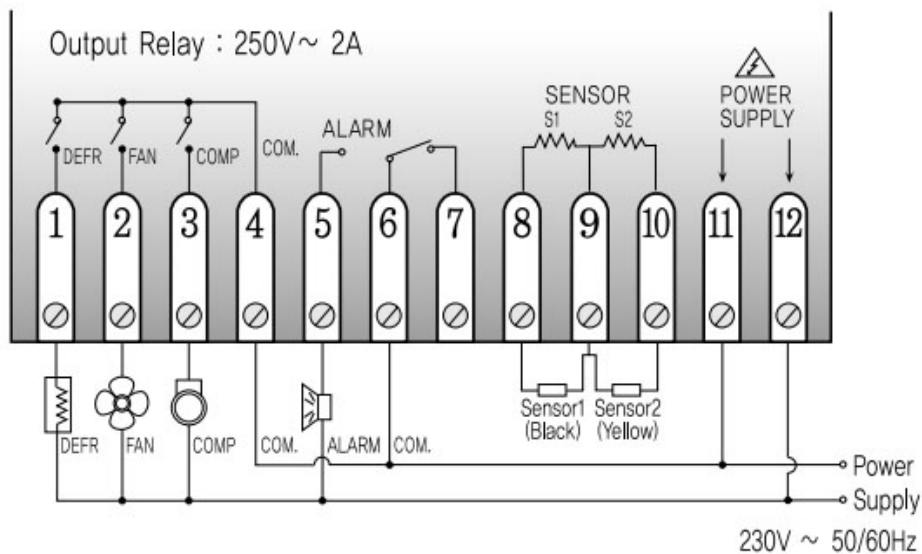 Output Relay : 250V~ 2A
DEFR
FAN
COMP
COM.
ALARM
SENSOR
S1 S2
POWER
SUPPLY
1 2 3 4 5 6 7 8 9 10 11 12
DEFR
FAN
COMP
COM.
ALARM
COM.
Sensor1
(Black)
Sensor2
(Yellow)
Power
Supply
230V ~ 50/60Hz